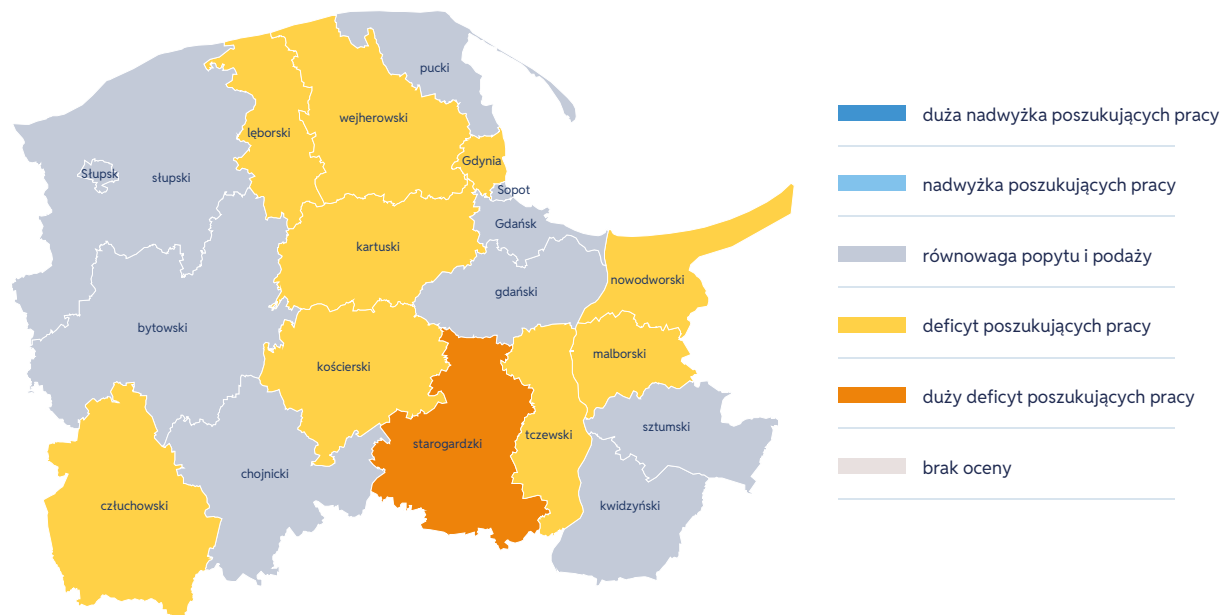 pucki
wejherowski
lęborski
Gdynia
Słupsk
słupski
Sopot
Gdańsk
kartuski
nowodworski
gdański
bytowski
malborski
kościerski
sztumski
tczewski
starogardzki
chojnicki
człuchowski
kwidzyński
duża nadwyżka poszukujących pracy
nadwyżka poszukujących pracy
równowaga popytu i podaży
deficyt poszukujących pracy
duży deficyt poszukujących pracy
brak oceny